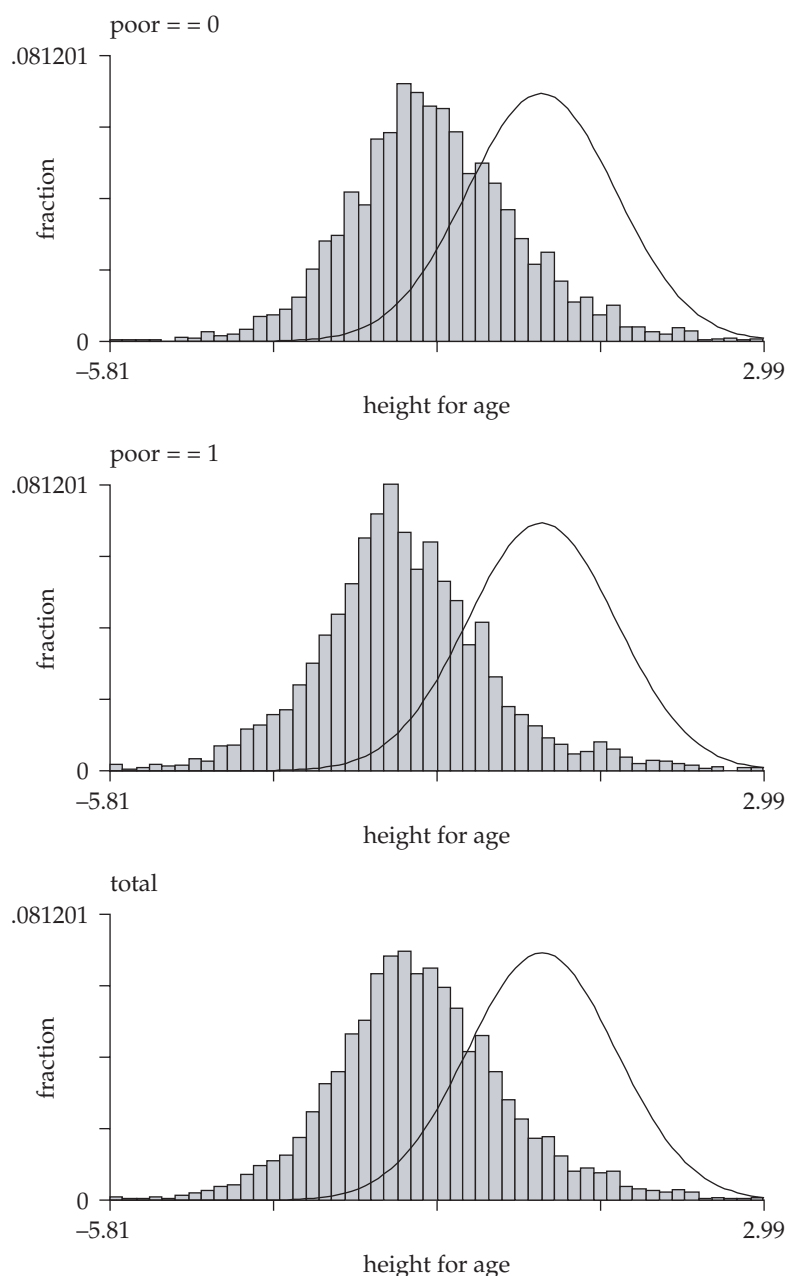 poor = = 0
.081201
fraction
0
–5.81
2.99
height for age
poor = = 1
.081201
fraction
0
–5.81
2.99
height for age
total
.081201
fraction
0
–5.81
2.99
height for age